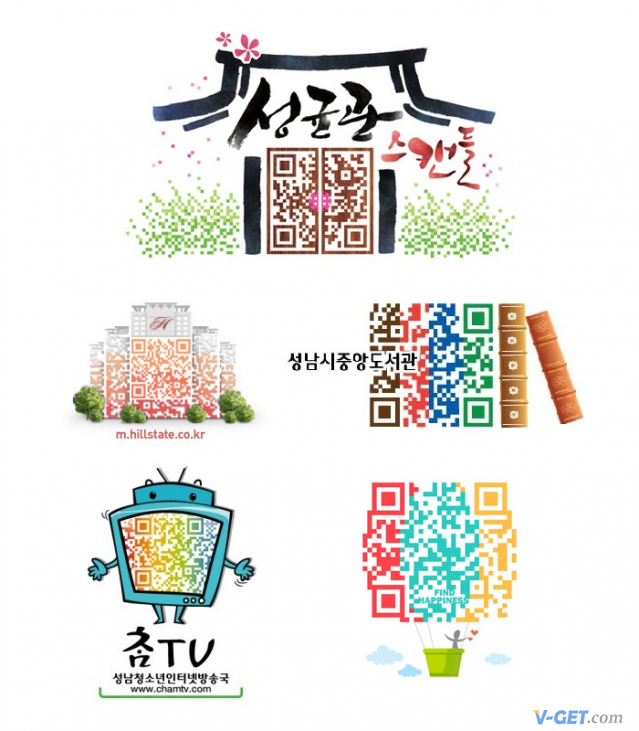 성균관
스캔들
H
m.hillstate.co.kr
성남시중앙도서관
FIND
HAPPINESS
참TV
성남청소년인터넷방송국
www.chamtv.com
V-GET.com